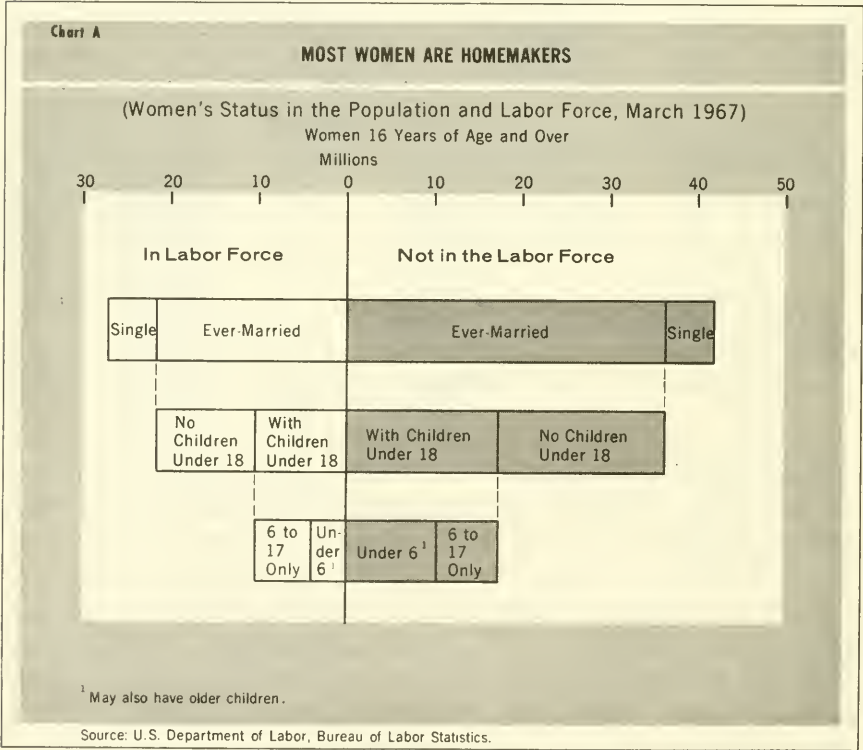 Chart A
MOST WOMEN ARE HOMEMAKERS
(Women's Status in the Population and Labor Force, March 1967)
Women 16 Years of Age and Over
Millions
30 20 10 0 10 20 30 40 50
In Labor Force Not in the Labor Force
Single Ever-Married Ever-Married Single
No
Children
Under 18
With
Children
Under 18
With Children
Under 18
No Children
Under 18
6 to
17
Only
Un-
der
6 ¹
Under 6 ¹
6 to
17
Only
¹ May also have older children.
Source: U.S. Department of Labor, Bureau of Labor Statistics.